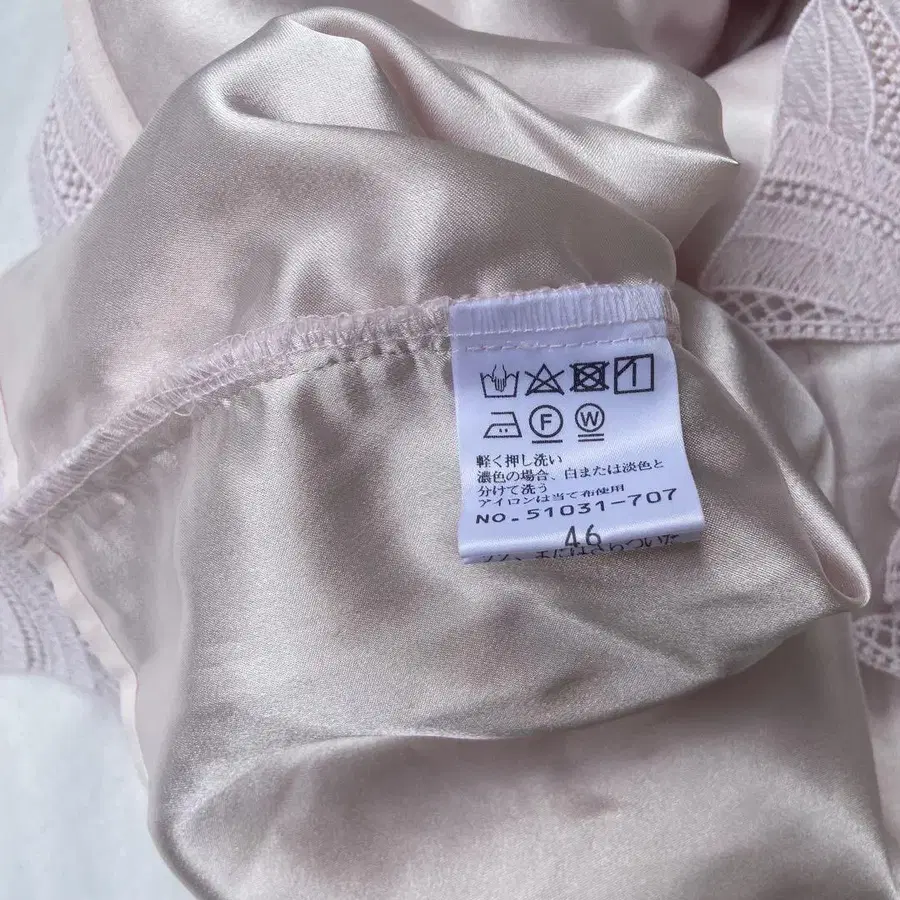 F W
軽く押し洗い
濃色の場合、白または淡色と
分けて洗う
アイロンは当て布使用
NO.51031-707
46